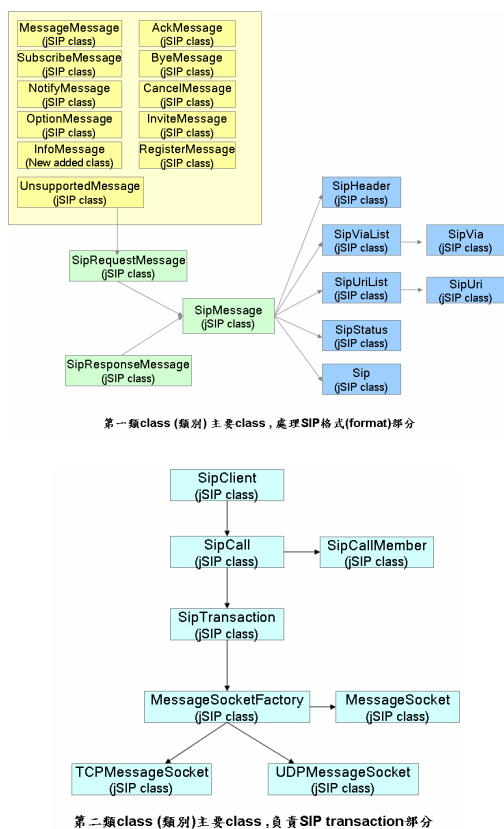 MessageMessage
(jSIP class)
AckMessage
(jSIP class)
SubscribeMessage
(jSIP class)
ByeMessage
(jSIP class)
NotifyMessage
(jSIP class)
CancelMessage
(jSIP class)
OptionMessage
(jSIP class)
InviteMessage
(jSIP class)
InfoMessage
(New added class)
RegisterMessage
(jSIP class)
UnsupportedMessage
(jSIP class)
SipRequestMessage
(jSIP class)
SipMessage
(jSIP class)
SipResponseMessage
(jSIP class)
SipHeader
(jSIP class)
SipViaList
(jSIP class)
SipVia
(jSIP class)
SipUriList
(jSIP class)
SipUri
(jSIP class)
SipStatus
(jSIP class)
Sip
(jSIP class)
第一類class (類別) 主要class , 處理SIP格式(format)部分
SipClient
(jSIP class)
SipCall
(jSIP class)
SipCallMember
(jSIP class)
SipTransaction
(jSIP class)
MessageSocketFactory
(jSIP class)
MessageSocket
(jSIP class)
TCPMessageSocket
(jSIP class)
UDPMessageSocket
(jSIP class)
第二類class (類別)主要class ,負責SIP transaction部分